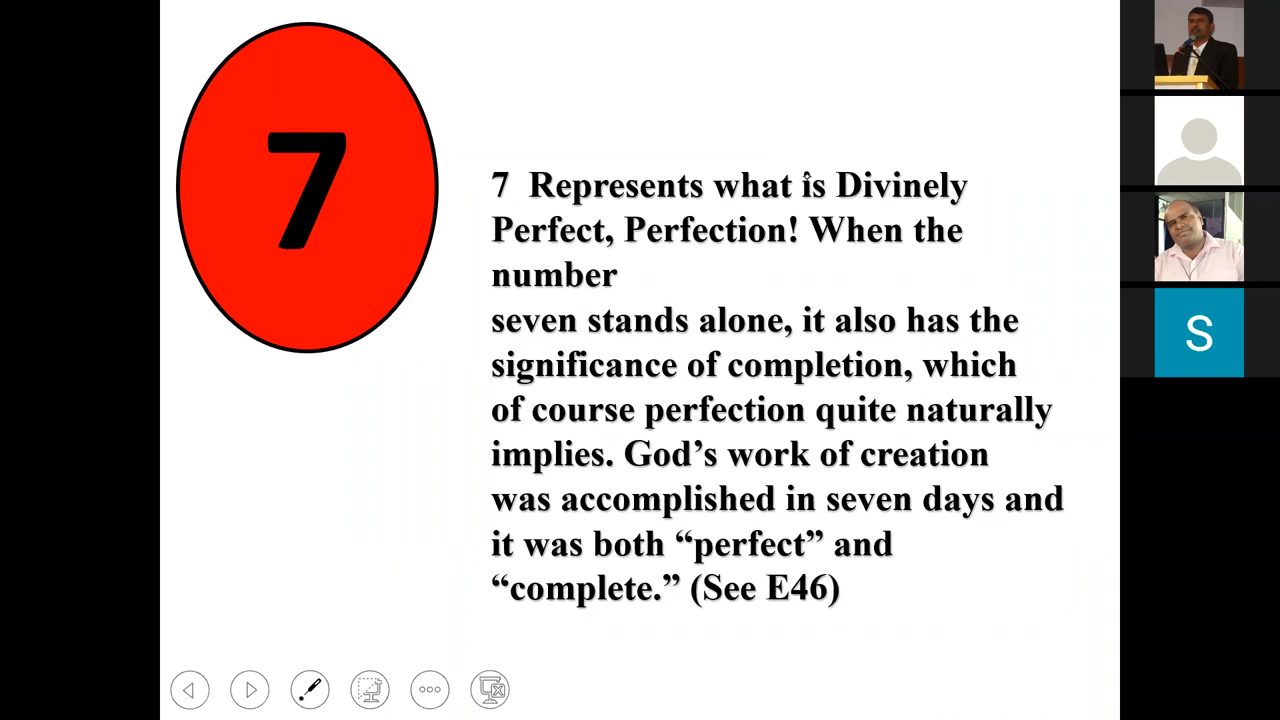 7
7 Represents what is Divinely
Perfect, Perfection! When the
number
seven stands alone, it also has the
significance of completion, which
of course perfection quite naturally
implies. God’s work of creation
was accomplished in seven days and
it was both “perfect” and
“complete.” (See E46)
S